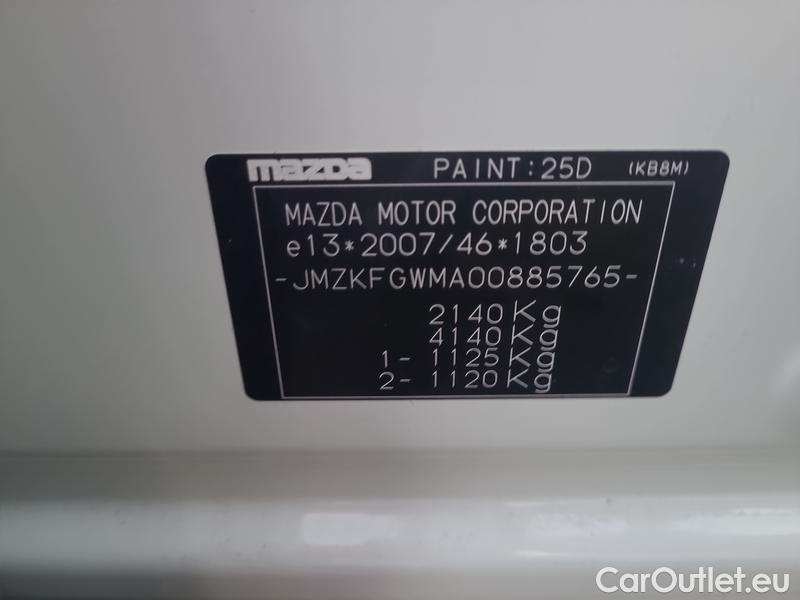 mazda PAINT:25D (KB8M)
MAZDA MOTOR CORPORATION
e13*2007/46*1803
-JMZKFGWMA00885765-
2140Kg
4140Kg
1- 1125Kg
2- 1120Kg
CarOutlet.eu